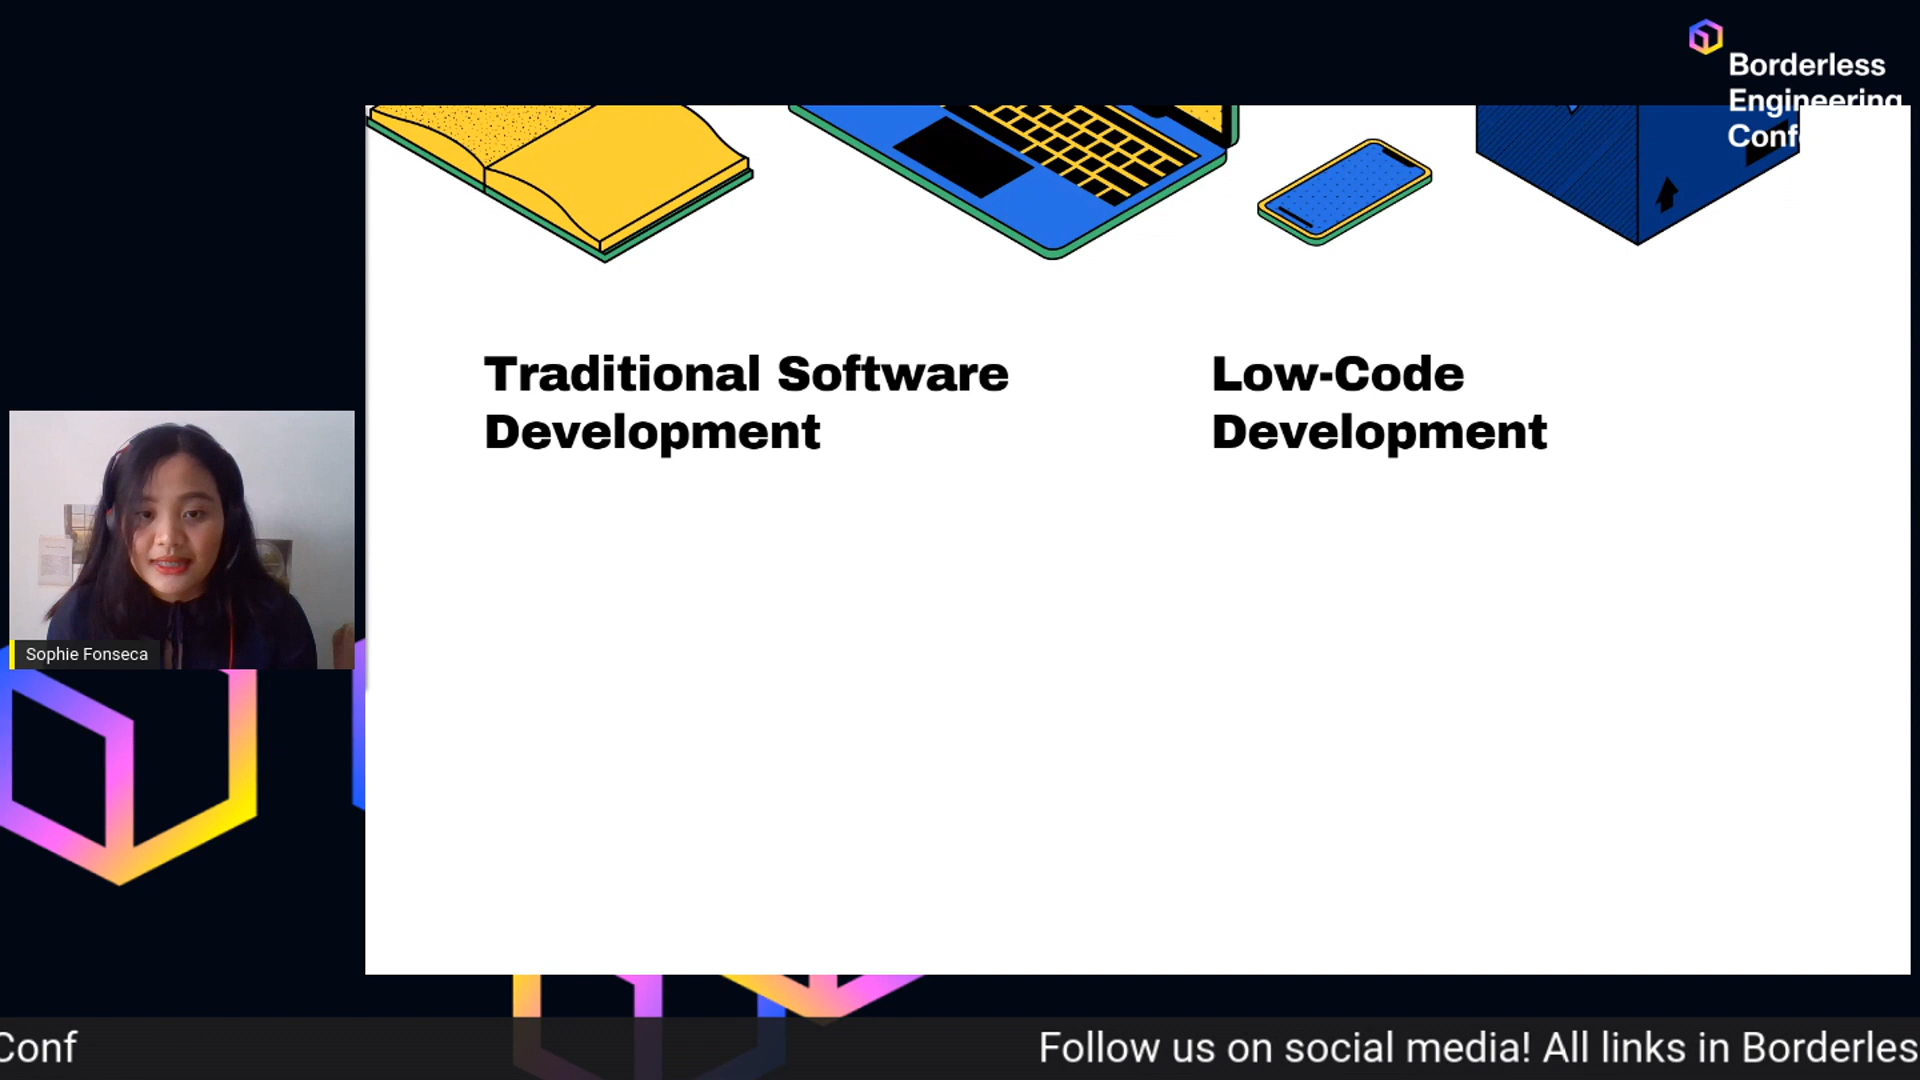 Borderless
Engineering
Conf
Traditional Software
Development
Low-Code
Development
Sophie Fonseca
Conf
Follow us on social media! All links in Borderles